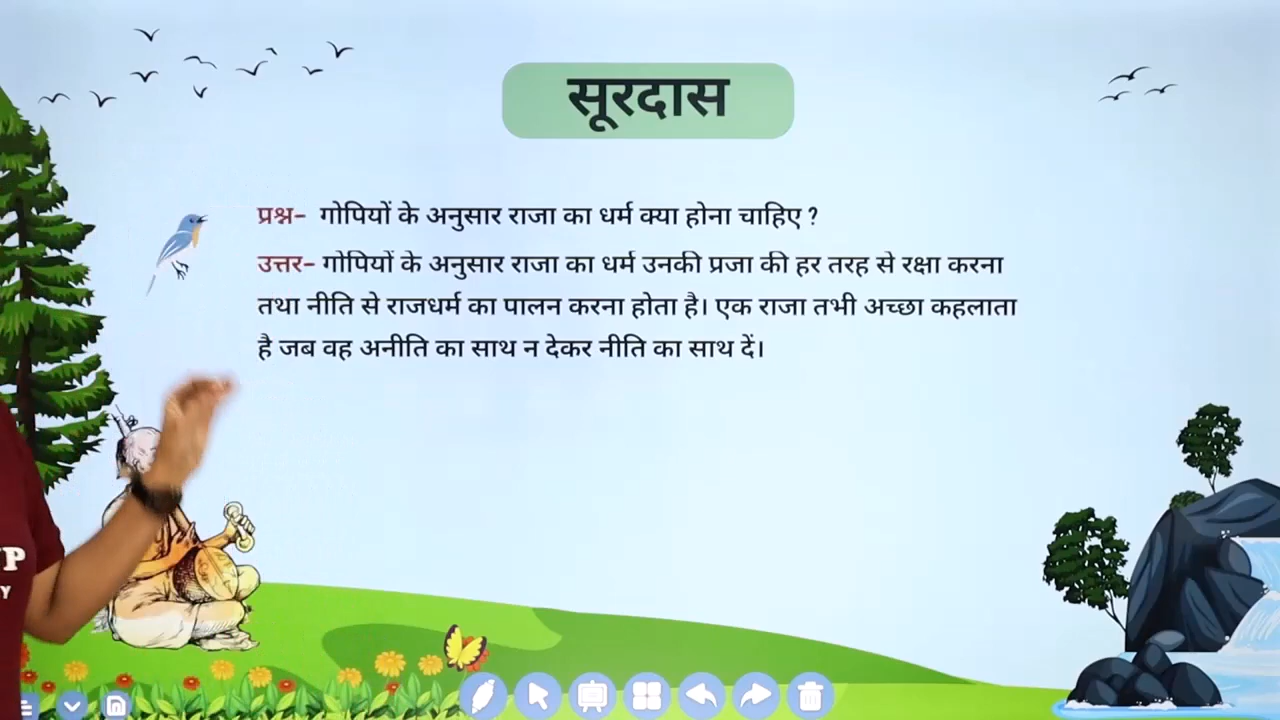 सूरदास
प्रश्न- गोपियों के अनुसार राजा का धर्म क्या होना चाहिए ?
उत्तर- गोपियों के अनुसार राजा का धर्म उनकी प्रजा की हर तरह से रक्षा करना
तथा नीति से राजधर्म का पालन करना होता है। एक राजा तभी अच्छा कहलाता
है जब वह अनीति का साथ न देकर नीति का साथ दें।
P
Y